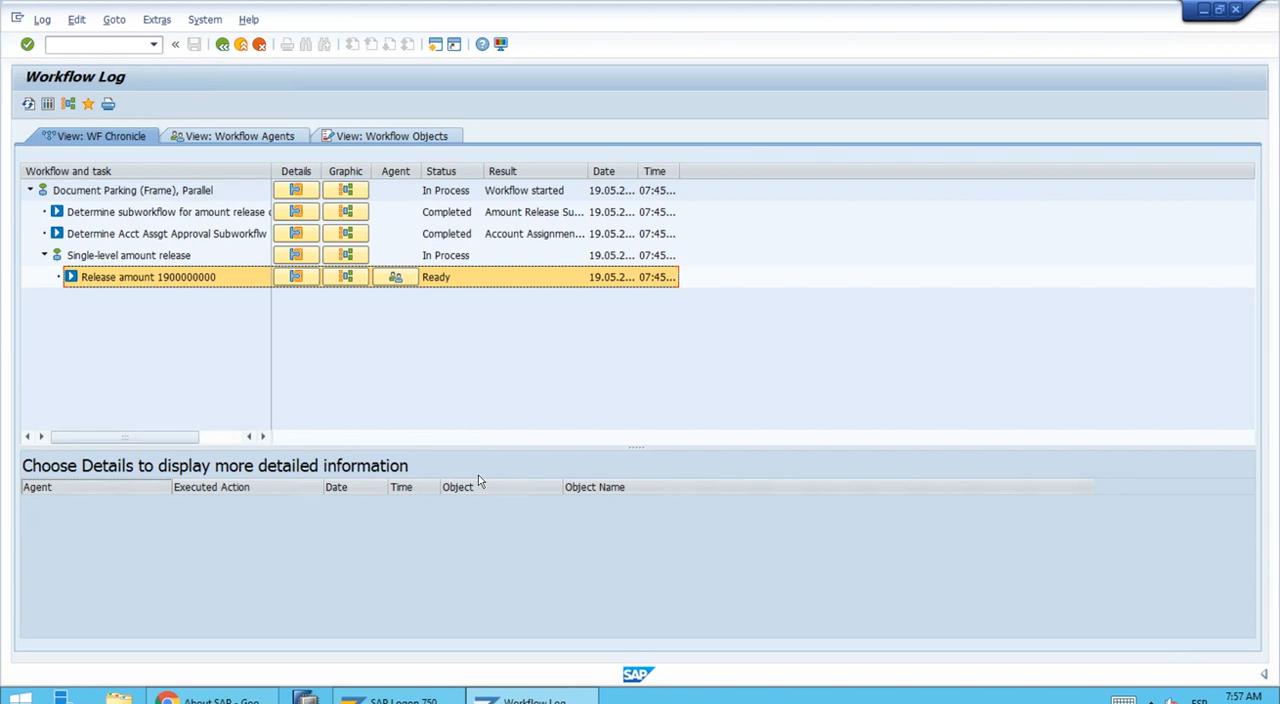 Log Edit Goto Extras System Help
Workflow Log
View: WF Chronicle View: Workflow Agents View: Workflow Objects
Workflow and task Details Graphic Agent Status Result Date Time
Document Parking (Frame), Parallel In Process Workflow started 19.05.2... 07:45...
Determine subworkflow for amount release Completed Amount Release Su... 19.05.2... 07:45...
Determine Acct Assgt Approval Subworkflw Completed Account Assignmen... 19.05.2... 07:45...
Single-level amount release In Process 19.05.2... 07:45...
Release amount 1900000000 Ready 19.05.2... 07:45...
Choose Details to display more detailed information
Agent Executed Action Date Time Object Object Name
SAP
About SAP - Goo... SAP Logon 750 Workflow Log ESP 7:57 AM